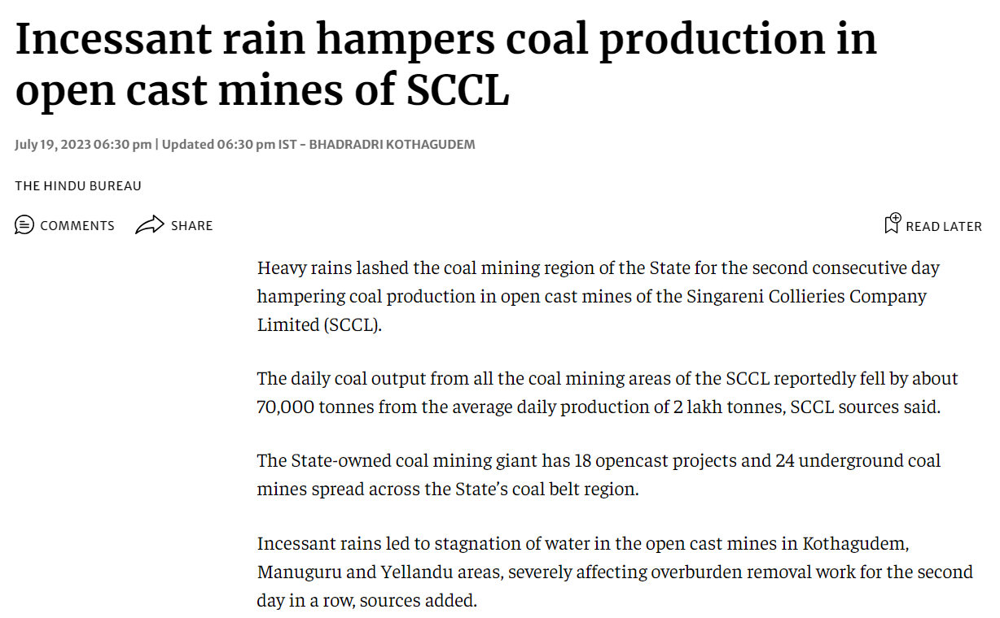 Incessant rain hampers coal production in
open cast mines of SCCL
July 19, 2023 06:30 pm | Updated 06:30 pm IST - BHADRADRI KOTHAGUDEM
THE HINDU BUREAU
COMMENTS SHARE READ LATER
Heavy rains lashed the coal mining region of the State for the second consecutive day
hampering coal production in open cast mines of the Singareni Collieries Company
Limited (SCCL).
The daily coal output from all the coal mining areas of the SCCL reportedly fell by about
70,000 tonnes from the average daily production of 2 lakh tonnes, SCCL sources said.
The State-owned coal mining giant has 18 opencast projects and 24 underground coal
mines spread across the State’s coal belt region.
Incessant rains led to stagnation of water in the open cast mines in Kothagudem,
Manuguru and Yellandu areas, severely affecting overburden removal work for the second
day in a row, sources added.